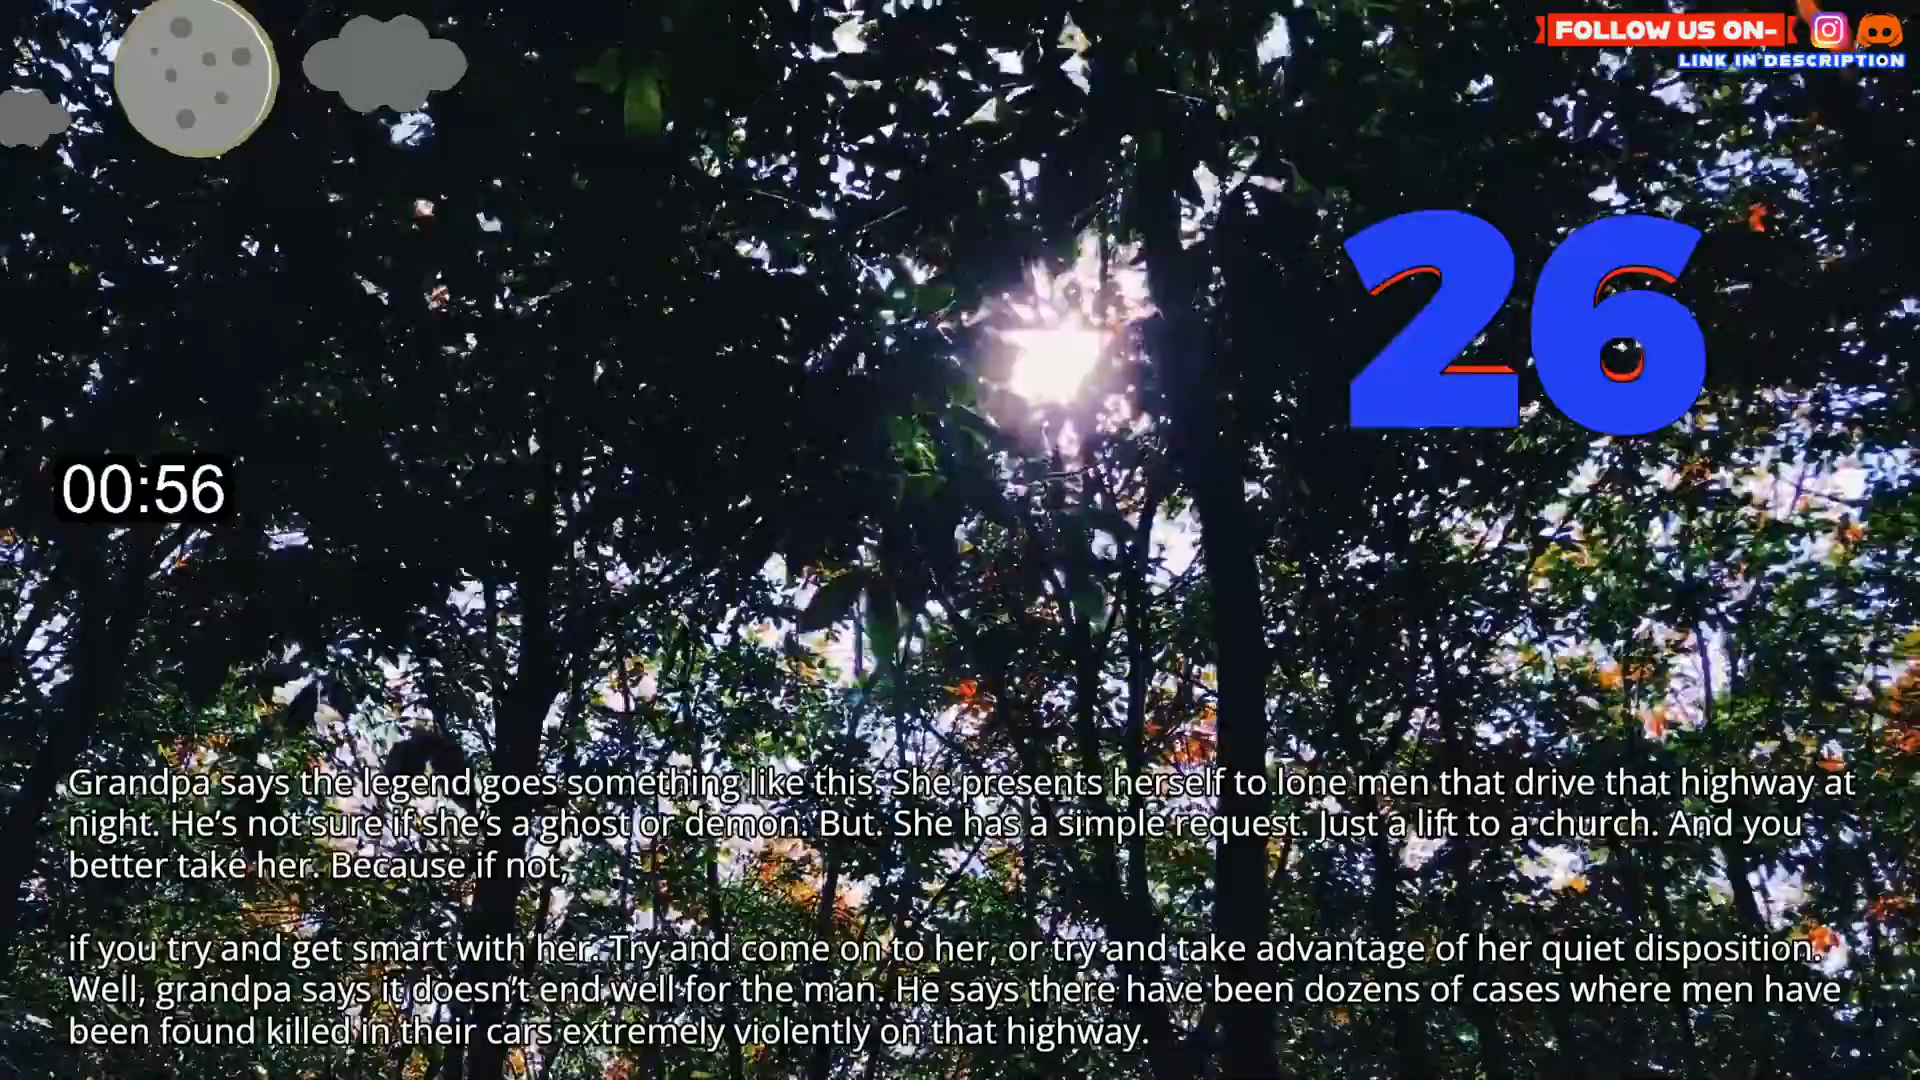 FOLLOW US ON-
LINK IN DESCRIPTION
26
00:56
Grandpa says the legend goes something like this. She presents herself to lone men that drive that highway at
night. He’s not sure if she’s a ghost or demon. But. She has a simple request. Just a lift to a church. And you
better take her. Because if not,
if you try and get smart with her. Try and come on to her, or try and take advantage of her quiet disposition.
Well, grandpa says it doesn’t end well for the man. He says there have been dozens of cases where men have
been found killed in their cars extremely violently on that highway.